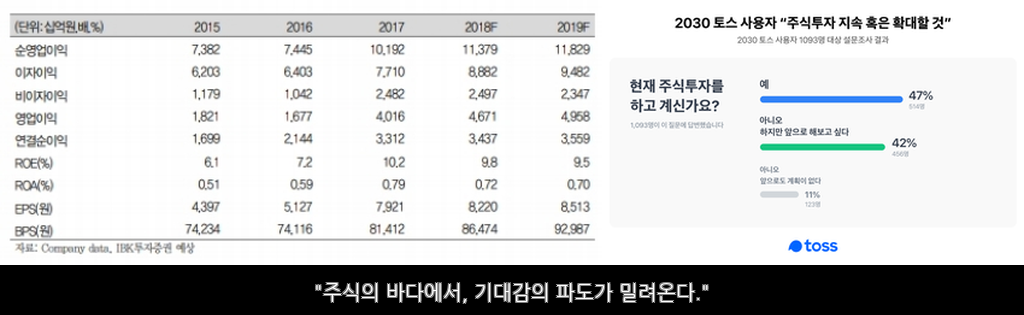 (단위: 십억원,배,%) 2015 2016 2017 2018F 2019F
순영업이익 7,382 7,445 10,192 11,379 11,829
이자이익 6,203 6,403 7,710 8,882 9,482
비이자이익 1,179 1,042 2,482 2,497 2,347
영업이익 1,821 1,677 4,016 4,671 4,958
연결순이익 1,699 2,144 3,312 3,437 3,559
ROE(%) 6.1 7.2 10.2 9.8 9.5
ROA(%) 0.51 0.59 0.79 0.72 0.70
EPS(원) 4,397 5,127 7,921 8,220 8,513
BPS(원) 74,234 74,116 81,412 86,474 92,987
자료: Company data, IBK투자증권 예상
2030 토스 사용자 “주식투자 지속 혹은 확대할 것”
2030 토스 사용자 1093명 대상 설문조사 결과
현재 주식투자를
하고 계신가요?
1,093명이 이 질문에 답변했습니다
예
47%
514명
아니오
하지만 앞으로 해보고 싶다
42%
456명
아니오
앞으로도 계획이 없다
11%
123명
toss
"주식의 바다에서, 기대감의 파도가 밀려온다."